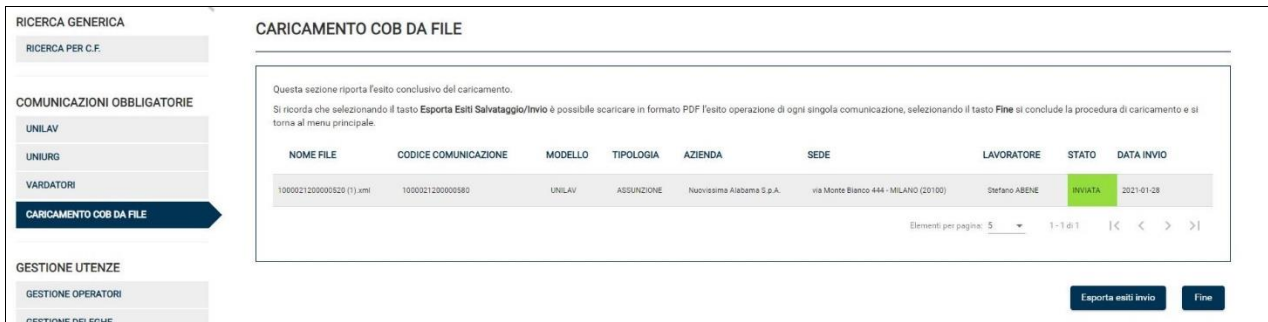 RICERCA GENERICA
RICERCA PER C.F.
COMUNICAZIONI OBBLIGATORIE
UNILAV
UNIURG
VARDATORI
CARICAMENTO COB DA FILE
GESTIONE UTENZE
GESTIONE OPERATORI
GESTIONE DELEGHE
CARICAMENTO COB DA FILE
Questa sezione riporta l'esito conclusivo del caricamento.
Si ricorda che selezionando il tasto Esporta Esiti Salvataggio/Invio è possibile scaricare in formato PDF l'esito operazione di ogni singola comunicazione, selezionando il tasto Fine si conclude la procedura di caricamento e si
torna al menu principale.
NOME FILE CODICE COMUNICAZIONE MODELLO TIPOLOGIA AZIENDA SEDE LAVORATORE STATO DATA INVIO
1000021200000520 (1).xml 1000021200000580 UNILAV ASSUNZIONE Nuovissima Alabama S.p.A. via Monte Bianco 444 - MILANO (20100) Stefano ABENE INVIATA 2021-01-28
Elementi per pagina: 5 1 - 1 di 1
Esporta esiti invio Fine